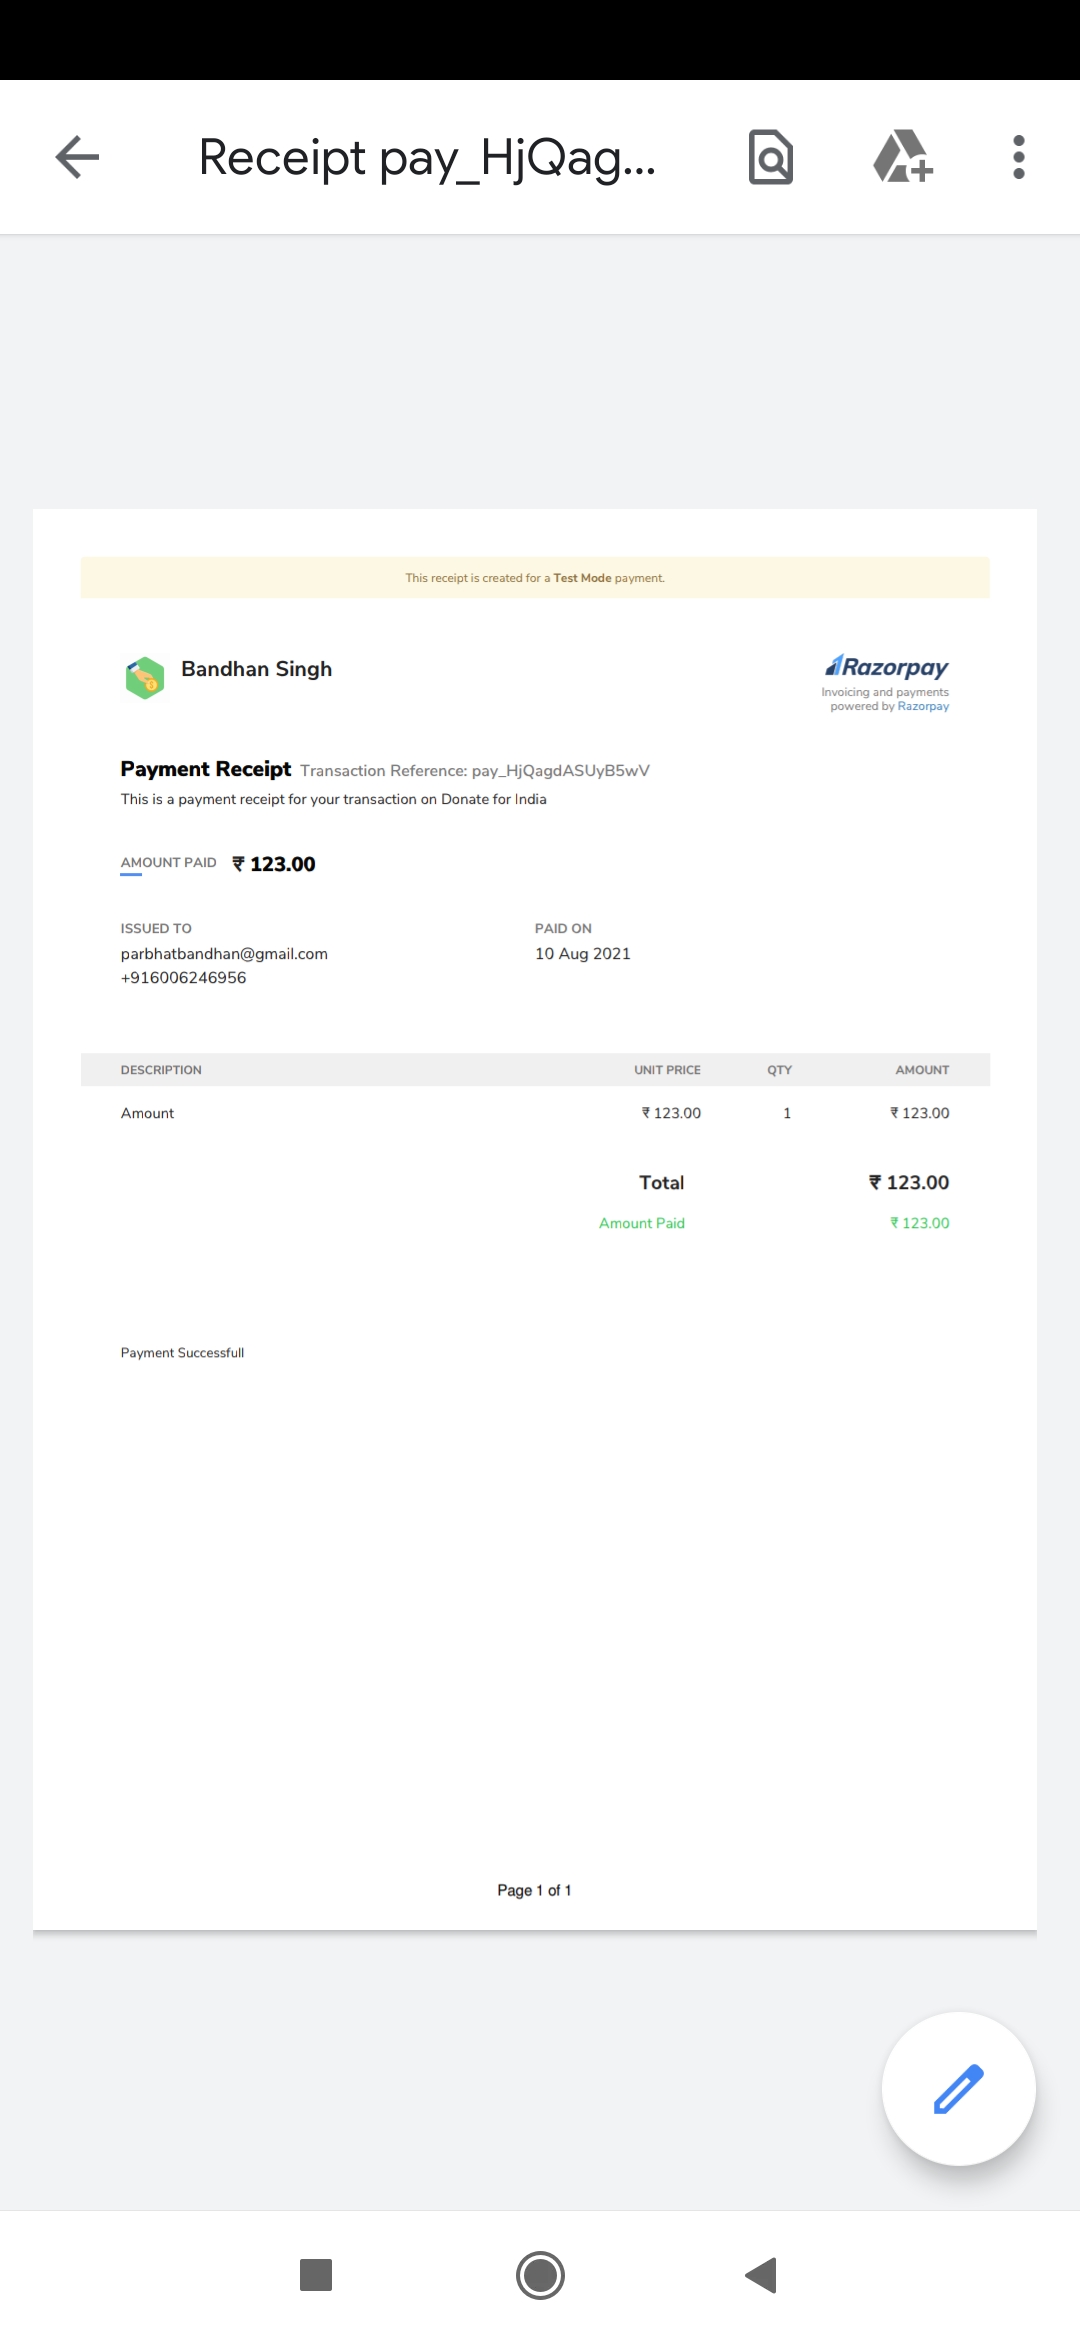 Receipt pay_HjQag...
This receipt is created for a Test Mode payment.
Bandhan Singh
Razorpay
Invoicing and payments
powered by Razorpay
Payment Receipt Transaction Reference: pay_HjQagdASUyB5wV
This is a payment receipt for your transaction on Donate for India
AMOUNT PAID ₹ 123.00
ISSUED TO PAID ON
parbhatbandhan@gmail.com 10 Aug 2021
+916006246956
DESCRIPTION UNIT PRICE QTY AMOUNT
Amount ₹ 123.00 1 ₹ 123.00
Total ₹ 123.00
Amount Paid ₹ 123.00
Payment Successfull
Page 1 of 1